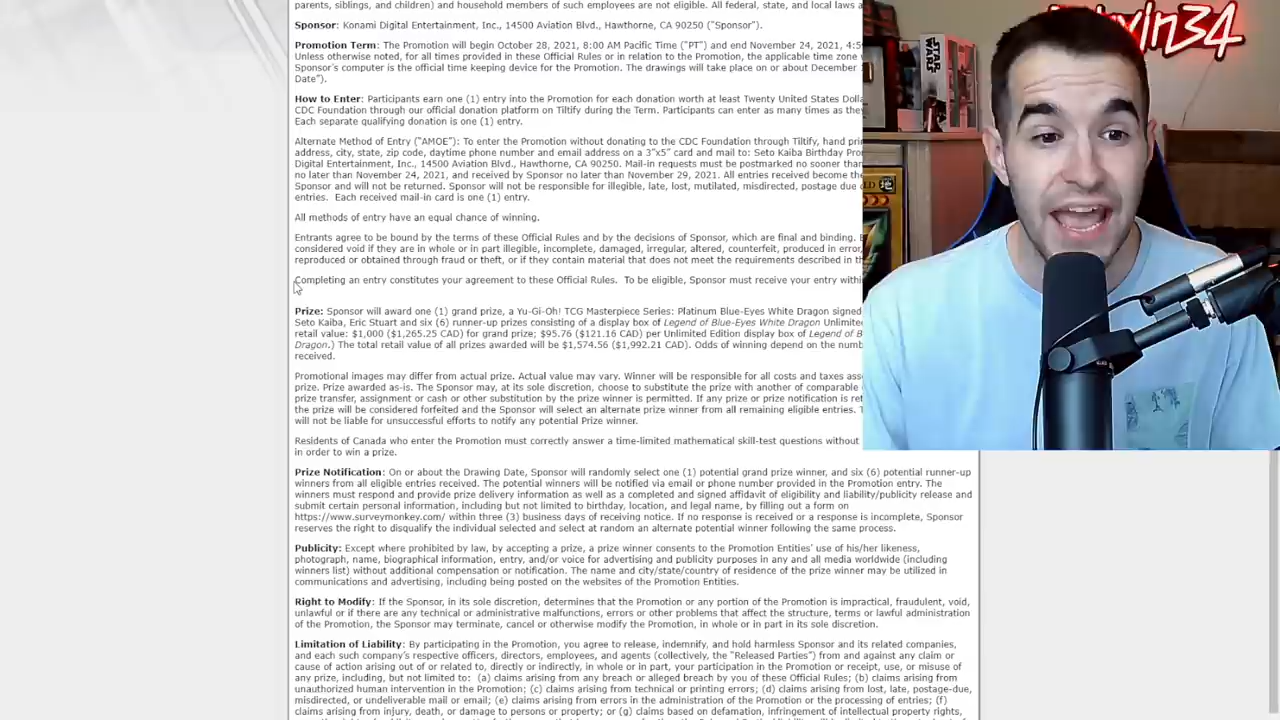 parents, siblings, and children) and household members of such employees are not eligible. All federal, state, and local laws a
Sponsor: Konami Digital Entertainment, Inc., 14500 Aviation Blvd., Hawthorne, CA 90250 ("Sponsor").
Promotion Term: The Promotion will begin October 28, 2021, 8:00 AM Pacific Time ("PT") and end November 24, 2021, 4:5
Unless otherwise noted, for all times provided in these Official Rules or in relation to the Promotion, the applicable time zone
Sponsor's computer is the official time keeping device for the Promotion. The drawings will take place on or about December
Date").
How to Enter: Participants earn one (1) entry into the Promotion for each donation worth at least Twenty United States Dolla
CDC Foundation through our official donation platform on Tiltify during the Term. Participants can enter as many times as they
Each separate qualifying donation is one (1) entry.
Alternate Method of Entry ("AMOE"): To enter the Promotion without donating to the CDC Foundation through Tiltify, hand pri
address, city, state, zip code, daytime phone number and email address on a 3"x5" card and mail to: Seto Kaiba Birthday Pro
Digital Entertainment, Inc., 14500 Aviation Blvd., Hawthorne, CA 90250. Mail-in requests must be postmarked no sooner than
no later than November 24, 2021, and received by Sponsor no later than November 29, 2021. All entries received become the
Sponsor and will not be returned. Sponsor will not be responsible for illegible, late, lost, mutilated, misdirected, postage due
entries. Each received mail-in card is one (1) entry.
All methods of entry have an equal chance of winning.
Entrants agree to be bound by the terms of these Official Rules and by the decisions of Sponsor, which are final and binding.
considered void if they are in whole or in part illegible, incomplete, damaged, irregular, altered, counterfeit, produced in error,
reproduced or obtained through fraud or theft, or if they contain material that does not meet the requirements described in th
Completing an entry constitutes your agreement to these Official Rules. To be eligible, Sponsor must receive your entry withi
Prize: Sponsor will award one (1) grand prize, a Yu-Gi-Oh! TCG Masterpiece Series: Platinum Blue-Eyes White Dragon signed
Seto Kaiba, Eric Stuart and six (6) runner-up prizes consisting of a display box of Legend of Blue-Eyes White Dragon Unlimite
retail value: $1,000 ($1,265.25 CAD) for grand prize; $95.76 ($121.16 CAD) per Unlimited Edition display box of Legend of B
Dragon.) The total retail value of all prizes awarded will be $1,574.56 ($1,992.21 CAD). Odds of winning depend on the numb
received.
Promotional images may differ from actual prize. Actual value may vary. Winner will be responsible for all costs and taxes ass
prize. Prize awarded as-is. The Sponsor may, at its sole discretion, choose to substitute the prize with another of comparable
prize transfer, assignment or cash or other substitution by the prize winner is permitted. If any prize or prize notification is ret
the prize will be considered forfeited and the Sponsor will select an alternate prize winner from all remaining eligible entries. T
will not be liable for unsuccessful efforts to notify any potential Prize winner.
Residents of Canada who enter the Promotion must correctly answer a time-limited mathematical skill-test questions without
in order to win a prize.
Prize Notification: On or about the Drawing Date, Sponsor will randomly select one (1) potential grand prize winner, and six (6) potential runner-up
winners from all eligible entries received. The potential winners will be notified via email or phone number provided in the Promotion entry. The
winners must respond and provide prize delivery information as well as a completed and signed affidavit of eligibility and liability/publicity release and
submit certain personal information, including but not limited to birthday, location, and legal name, by filling out a form on
https://www.surveymonkey.com/ within three (3) business days of receiving notice. If no response is received or a response is incomplete, Sponsor
reserves the right to disqualify the individual selected and select at random an alternate potential winner following the same process.
Publicity: Except where prohibited by law, by accepting a prize, a prize winner consents to the Promotion Entities' use of his/her likeness,
photograph, name, biographical information, entry, and/or voice for advertising and publicity purposes in any and all media worldwide (including
winners list) without additional compensation or notification. The name and city/state/country of residence of the prize winner may be utilized in
communications and advertising, including being posted on the websites of the Promotion Entities.
Right to Modify: If the Sponsor, in its sole discretion, determines that the Promotion or any portion of the Promotion is impractical, fraudulent, void,
unlawful or if there are any technical or administrative malfunctions, errors or other problems that affect the structure, terms or lawful administration
of the Promotion, the Sponsor may terminate, cancel or otherwise modify the Promotion, in whole or in part in its sole discretion.
Limitation of Liability: By participating in the Promotion, you agree to release, indemnify, and hold harmless Sponsor and its related companies,
and each such company's respective officers, directors, employees, and agents (collectively, the "Released Parties") from and against any claim or
cause of action arising out of or related to, directly or indirectly, in whole or in part, your participation in the Promotion or receipt, use, or misuse of
any prize, including, but not limited to: (a) claims arising from any breach or alleged breach by you of these Official Rules; (b) claims arising from
unauthorized human intervention in the Promotion; (c) claims arising from technical or printing errors; (d) claims arising from lost, late, postage-due,
misdirected, or undeliverable mail or email; (e) claims arising from errors in the administration of the Promotion or the processing of entries; (f)
claims arising from injury, death, or damage to persons or property; or (g) claims based on defamation, infringement of intellectual property rights,
STAR
WARS